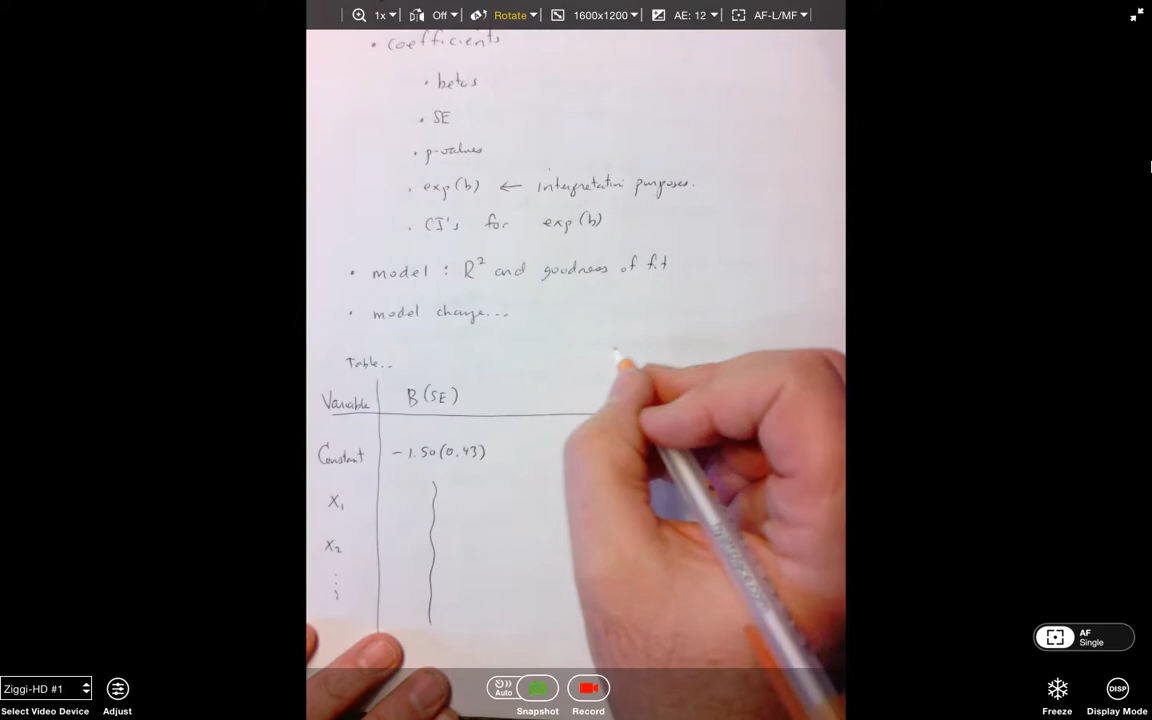 1x Off Rotate 1600x1200 AE: 12 AF-L/MF
• coefficients
• betas
• SE
• p-values
• exp(b) ← interpretation purposes.
• CI's for exp(b)
• model : R² and goodness of fit
• model change...
Table..
Variable B(SE)
Constant -1.50(0.43)
X₁
X₂
⋮
AF
Single
Ziggi-HD #1
Auto
DISP
Select Video Device Adjust Snapshot Record Freeze Display Mode